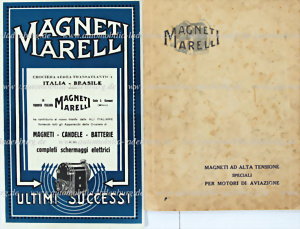 MAGNETI
MARELLI
CROCIERA AEREA TRANSATLANTICA
ITALIA - BRASILE
MAGNETI
MARELLI
MAGNETI - CANDELE - BATTERIE
completi schermaggi elettrici
ULTIMI SUCCESSI
MAGNETI
MARELLI
MAGNETI AD ALTA TENSIONE
SPECIALI
PER MOTORI DI AVIAZIONE